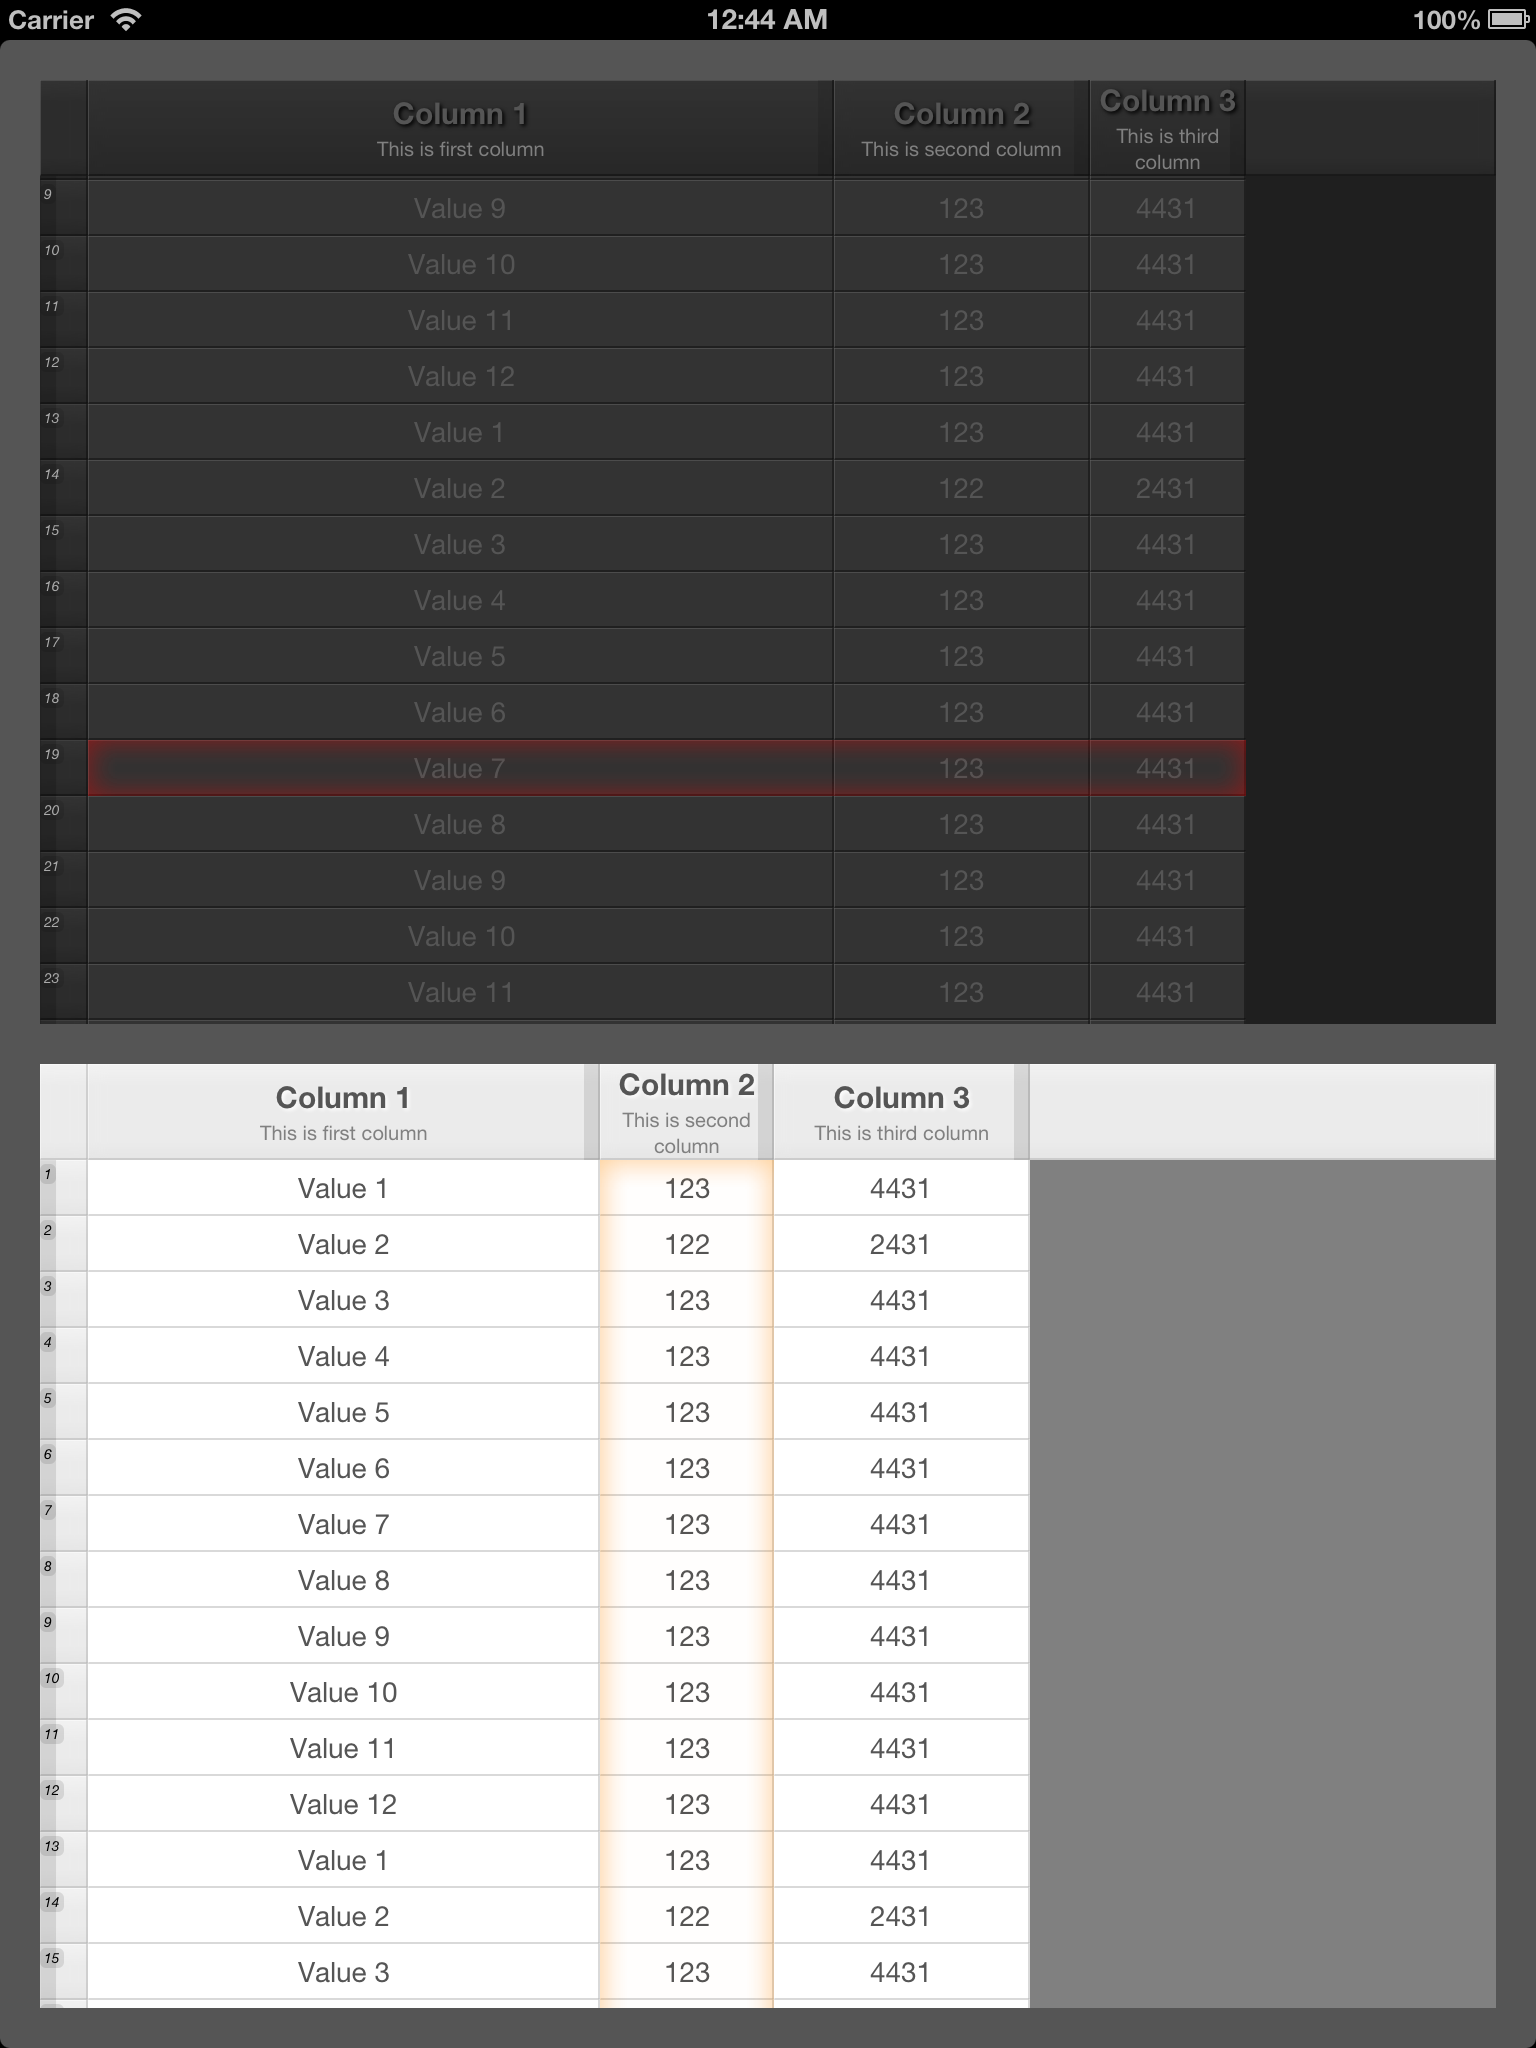 Carrier 12:44 AM 100%
Column 1 Column 2 Column 3
This is first column This is second column This is third
column
9 Value 9 123 4431
10 Value 10 123 4431
11 Value 11 123 4431
12 Value 12 123 4431
13 Value 1 123 4431
14 Value 2 122 2431
15 Value 3 123 4431
16 Value 4 123 4431
17 Value 5 123 4431
18 Value 6 123 4431
19 Value 7 123 4431
20 Value 8 123 4431
21 Value 9 123 4431
22 Value 10 123 4431
23 Value 11 123 4431
Column 1 Column 2 Column 3
This is first column This is second This is third column
column
1 Value 1 123 4431
2 Value 2 122 2431
3 Value 3 123 4431
4 Value 4 123 4431
5 Value 5 123 4431
6 Value 6 123 4431
7 Value 7 123 4431
8 Value 8 123 4431
9 Value 9 123 4431
10 Value 10 123 4431
11 Value 11 123 4431
12 Value 12 123 4431
13 Value 1 123 4431
14 Value 2 122 2431
15 Value 3 123 4431